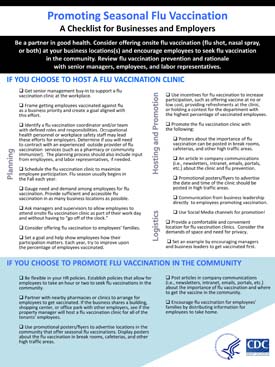 Promoting Seasonal Flu Vaccination
A Checklist for Businesses and Employers
Be a partner in good health. Consider offering onsite flu vaccination (flu shot, nasal spray,
or both) at your business locations(s) and encourage employees to seek flu vaccination
in the community. Review flu vaccination prevention and rationale
with senior managers, employees, and labor representatives.
IF YOU CHOOSE TO HOST A FLU VACCINATION CLINIC
Planning
❑ Get senior management buy-in to support a flu
vaccination clinic at the workplace.
❑ Frame getting employees vaccinated against flu
as a business priority and create a goal aligned with
this effort.
❑ Identify a flu vaccination coordinator and/or team
with defined roles and responsibilities. Occupational
health personnel or workplace safety staff may lead
these efforts for employers. Determine if you will need
to contract with an experienced outside provider of flu
vaccination services (such as a pharmacy or community
immunizer). The planning process should also include input
from employees, and labor representatives, if needed.
❑ Schedule the flu vaccination clinic to maximize
employee participation. Flu season usually begins in
the Fall each year.
❑ Gauge need and demand among employees for flu
vaccination. Provide sufficient and accessible flu
vaccination in as many business locations as possible.
❑ Ask managers and supervisors to allow employees to
attend onsite flu vaccination clinic as part of their work day
and without having to "go off the clock."
❑ Consider offering flu vaccination to employees' families.
❑ Set a goal and help show employees how their
participation matters. Each year, try to improve upon
the percentage of employees vaccinated.
Hosting and Promotion
❑ Use incentives for flu vaccination to increase
participation, such as offering vaccine at no or
low cost, providing refreshments at the clinic,
or holding a contest for the department with
the highest percentage of vaccinated employees.
❑ Promote the flu vaccination clinic with
the following:
❑ Posters about the importance of flu
vaccination can be posted in break rooms,
cafeterias, and other high traffic areas.
❑ An article in company communications
(i.e., newsletters, intranet, emails, portals,
etc.) about the clinic and flu prevention.
❑ Promotional posters/flyers to advertise
the date and time of the clinic should be
posted in high traffic areas.
❑ Communication from business leadership
directly to employees promoting vaccination.
❑ Use Social Media channels for promotion!
Logistics
❑ Provide a comfortable and convenient
location for flu vaccination clinics. Consider the
demands of space and need for privacy.
❑ Set an example by encouraging managers
and business leaders to get vaccinated first.
IF YOU CHOOSE TO PROMOTE FLU VACCINATION IN THE COMMUNITY
❑ Be flexible in your HR policies. Establish policies that allow for
employees to take an hour or two to seek flu vaccinations in the
community.
❑ Partner with nearby pharmacies or clinics to arrange for
employees to get vaccinated. If the business shares a building,
shopping center, or office park with other employers, see if the
property manager will host a flu vaccination clinic for all of the
tenants' employees.
❑ Use promotional posters/flyers to advertise locations in the
community that offer seasonal flu vaccinations. Display posters
about the flu vaccination in break rooms, cafeterias, and other
high traffic areas.
❑ Post articles in company communications
(i.e., newsletters, intranet, emails, portals, etc.)
about the importance of flu vaccination and where
to get the vaccine in the community.
❑ Encourage flu vaccination for employees'
families by distributing information for
employees to take home.
CDC